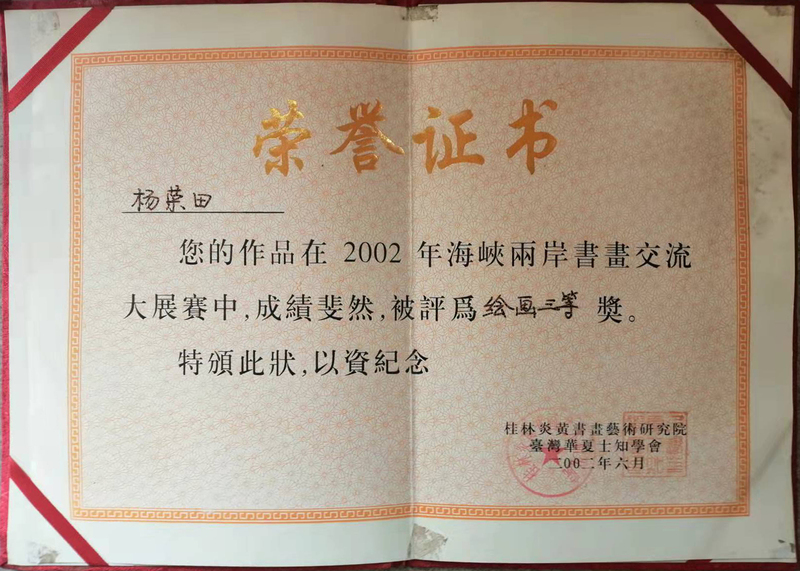 荣誉证书
杨荣田
您的作品在 2002 年海峽兩岸書畫交流
大展賽中,成績斐然,被評爲绘画三等 獎。
特頒此狀,以資紀念
桂林炎黃書畫藝術研究院
臺灣華夏士知學會
二00二年六月